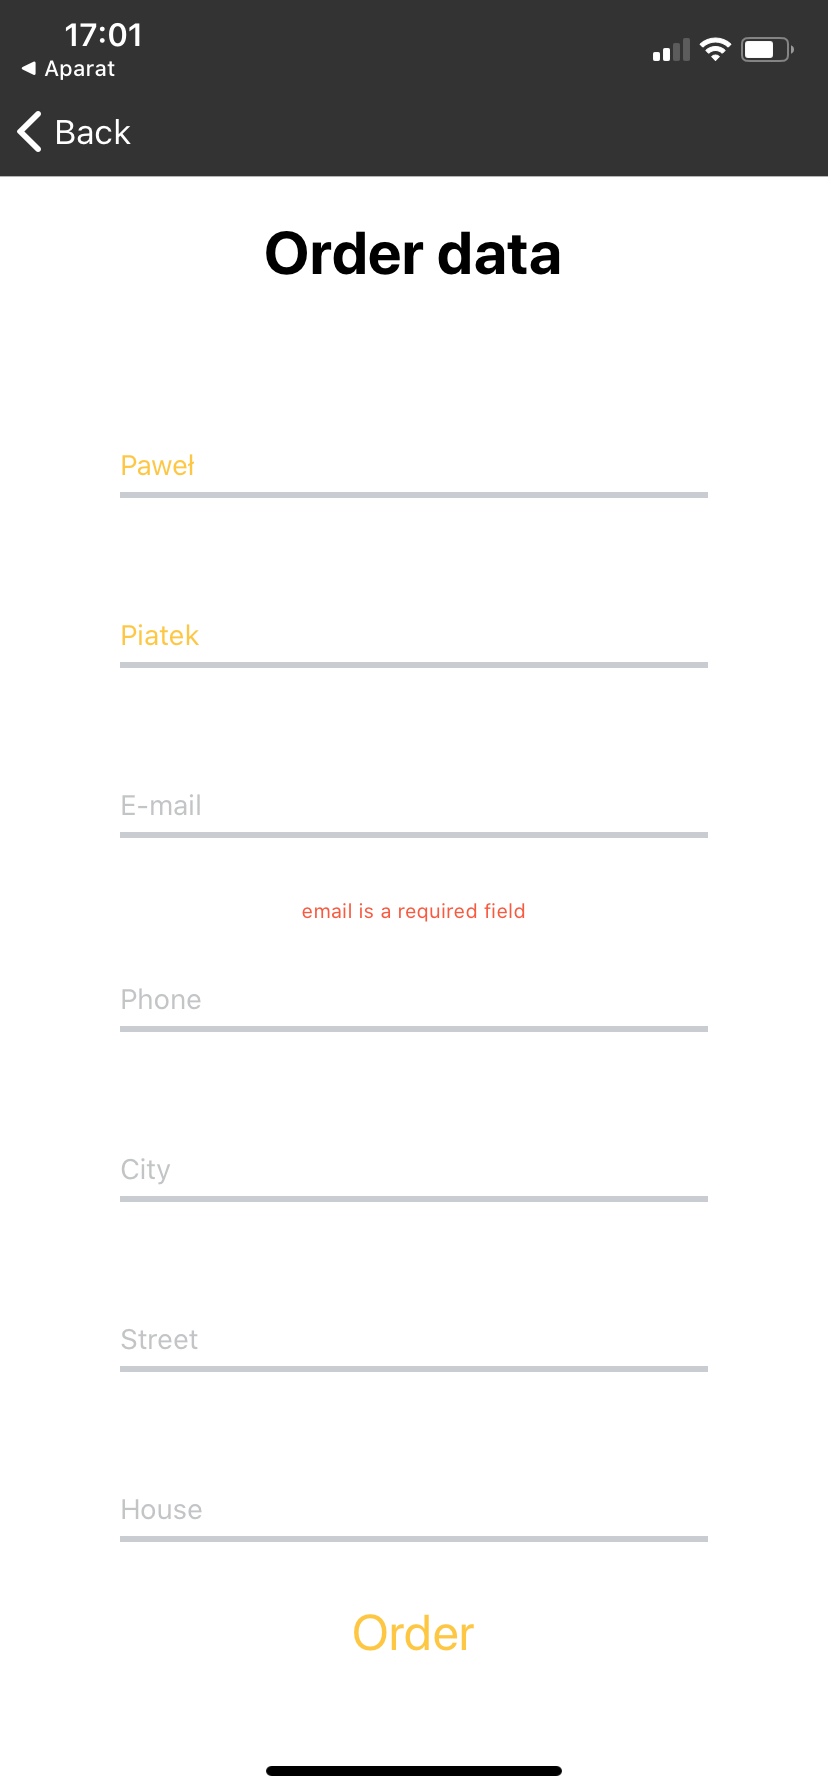 17:01
◀ Aparat
Back
Order data
Paweł
Piatek
E-mail
email is a required field
Phone
City
Street
House
Order